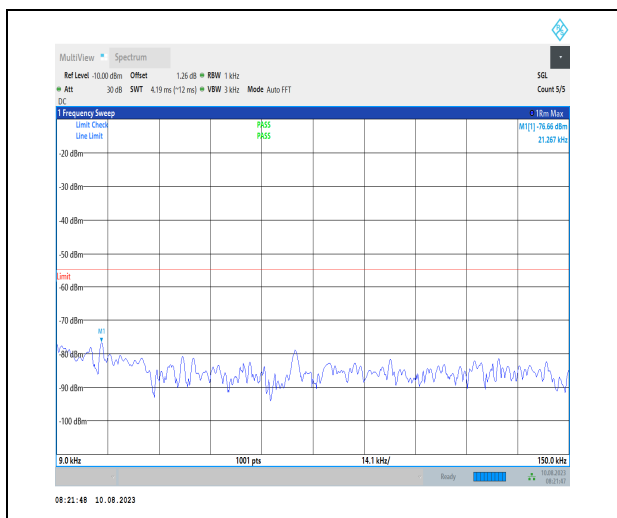 MultiView Spectrum
Ref Level -10.00 dBm Offset 1.26 dB RBW 1 kHz SGL
Att 30 dB SWT 4.19 ms (~12 ms) VBW 3 kHz Mode Auto FFT Count 5/5
DC
1 Frequency Sweep 1Rm Max
Limit Check PASS M1[1] -76.66 dBm
Line Limit PASS 21.267 kHz
-20 dBm
-30 dBm
-40 dBm
-50 dBm
Limit
-60 dBm
-70 dBm
M1
-80 dBm
-90 dBm
-100 dBm
9.0 kHz 1001 pts 14.1 kHz/ 150.0 kHz
Ready 10.08.2023
08:21:47
08:21:48 10.08.2023